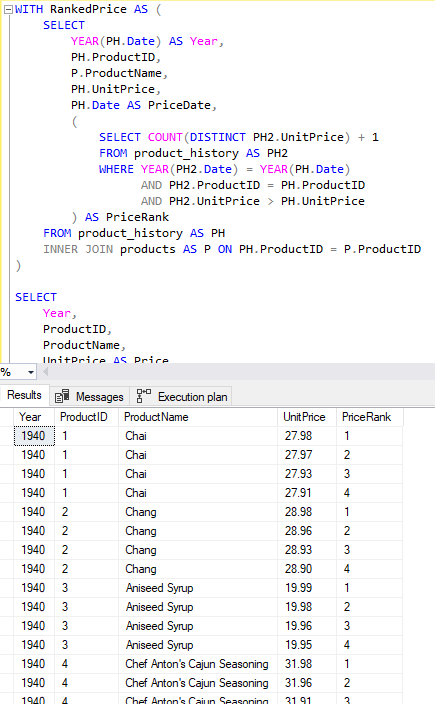 WITH RankedPrice AS (
SELECT
YEAR(PH.Date) AS Year,
PH.ProductID,
P.ProductName,
PH.UnitPrice,
PH.Date AS PriceDate,
(
SELECT COUNT(DISTINCT PH2.UnitPrice) + 1
FROM product_history AS PH2
WHERE YEAR(PH2.Date) = YEAR(PH.Date)
AND PH2.ProductID = PH.ProductID
AND PH2.UnitPrice > PH.UnitPrice
) AS PriceRank
FROM product_history AS PH
INNER JOIN products AS P ON PH.ProductID = P.ProductID
)
SELECT
Year,
ProductID,
ProductName,
UnitPrice AS Price
%
Results Messages Execution plan
Year ProductID ProductName UnitPrice PriceRank
1940 1 Chai 27.98 1
1940 1 Chai 27.97 2
1940 1 Chai 27.93 3
1940 1 Chai 27.91 4
1940 2 Chang 28.98 1
1940 2 Chang 28.96 2
1940 2 Chang 28.93 3
1940 2 Chang 28.90 4
1940 3 Aniseed Syrup 19.99 1
1940 3 Aniseed Syrup 19.98 2
1940 3 Aniseed Syrup 19.96 3
1940 3 Aniseed Syrup 19.95 4
1940 4 Chef Anton's Cajun Seasoning 31.98 1
1940 4 Chef Anton's Cajun Seasoning 31.96 2
1940 4 Chef Anton's Cajun Seasoning 31.91 3